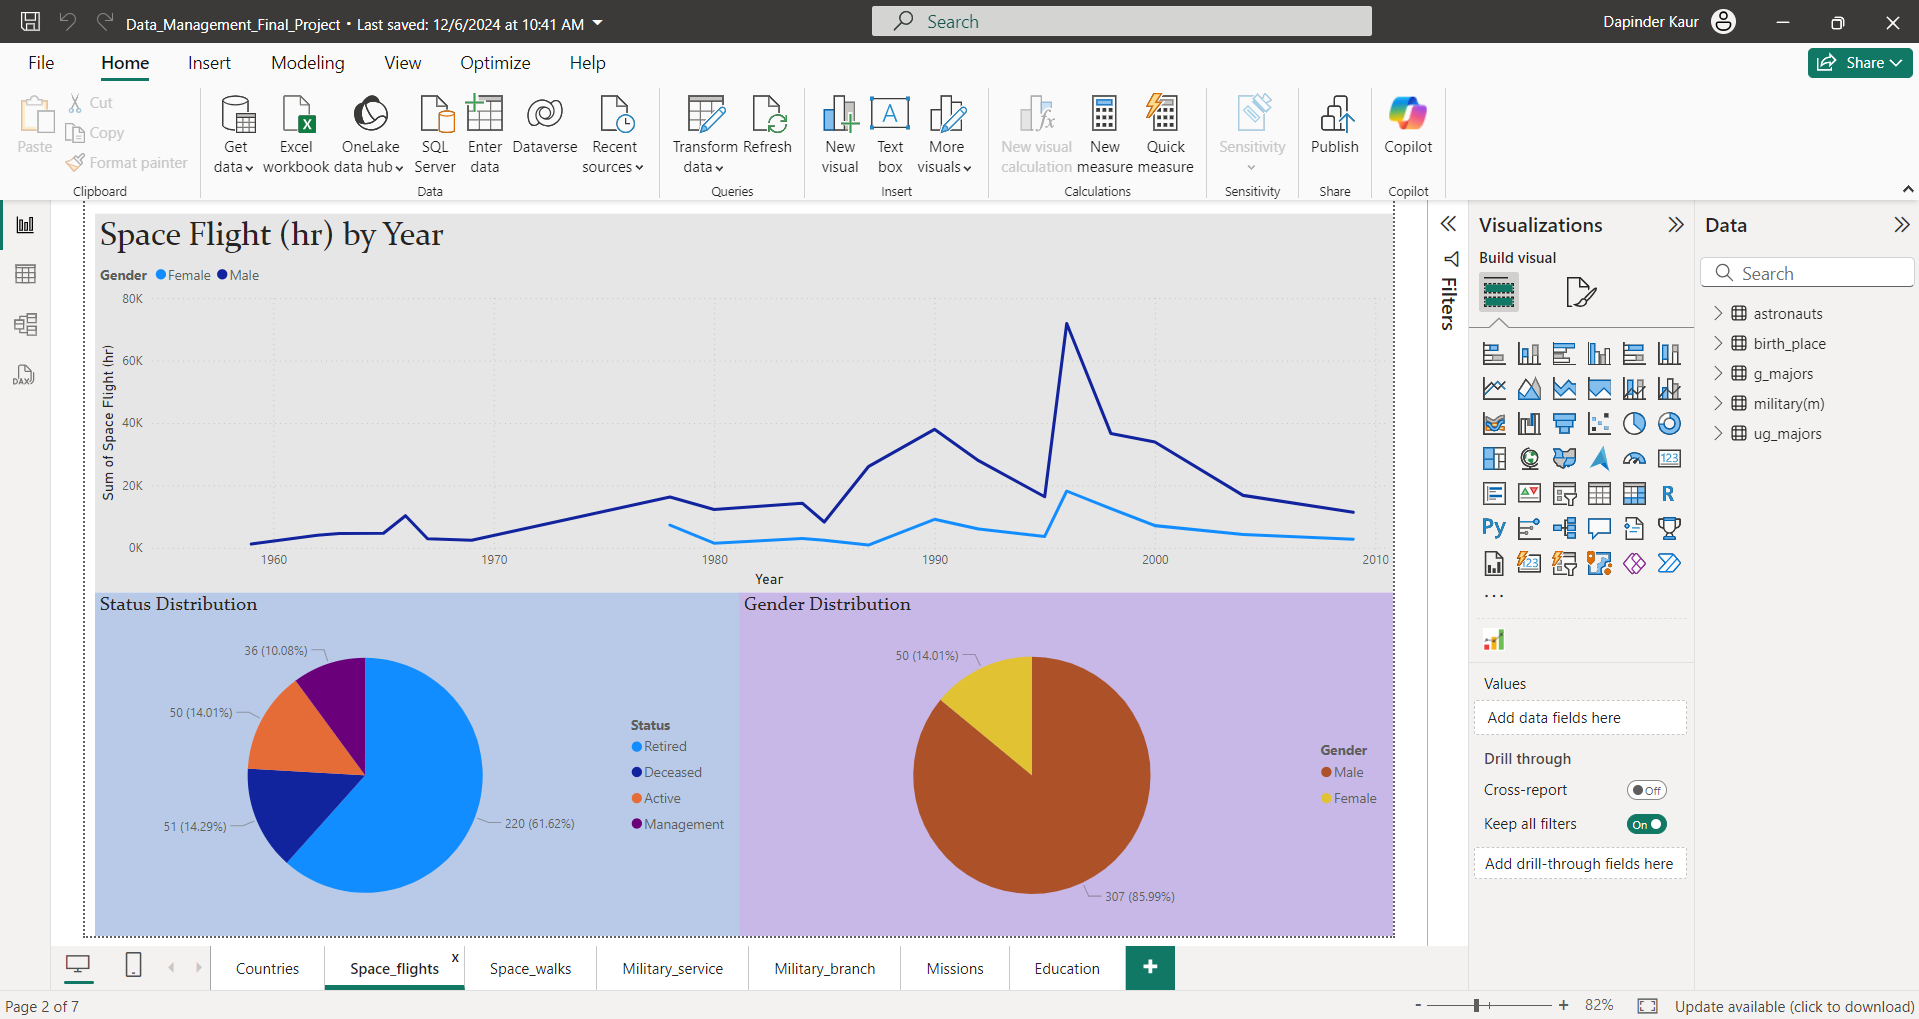 Data_Management_Final_Project • Last saved: 12/6/2024 at 10:41 AM
Search
Dapinder Kaur
File Home Insert Modeling View Optimize Help
Share
Paste
Cut
Copy
Format painter
Clipboard
Get data
Excel workbook
OneLake data hub
SQL Server
Enter data
Dataverse
Recent sources
Data
Transform data
Refresh
Queries
New visual
Text box
More visuals
Insert
New visual calculation
New measure
Quick measure
Calculations
Sensitivity
Sensitivity
Publish
Share
Copilot
Copilot
DAX
Space Flight (hr) by Year
Gender Female Male
80K
60K
40K
20K
0K
Sum of Space Flight (hr)
1960 1970 1980 1990 2000 2010
Year
Status Distribution
36 (10.08%)
50 (14.01%)
51 (14.29%)
220 (61.62%)
Status
Retired
Deceased
Active
Management
Gender Distribution
50 (14.01%)
307 (85.99%)
Gender
Male
Female
Filters
Visualizations
Build visual
123
R
Py
123
...
Values
Add data fields here
Drill through
Cross-report
Off
Keep all filters
On
Add drill-through fields here
Data
Search
astronauts
birth_place
g_majors
military(m)
ug_majors
Countries
Space_flights
x
Space_walks
Military_service
Military_branch
Missions
Education
+
Page 2 of 7
- + 82%
Update available (click to download)